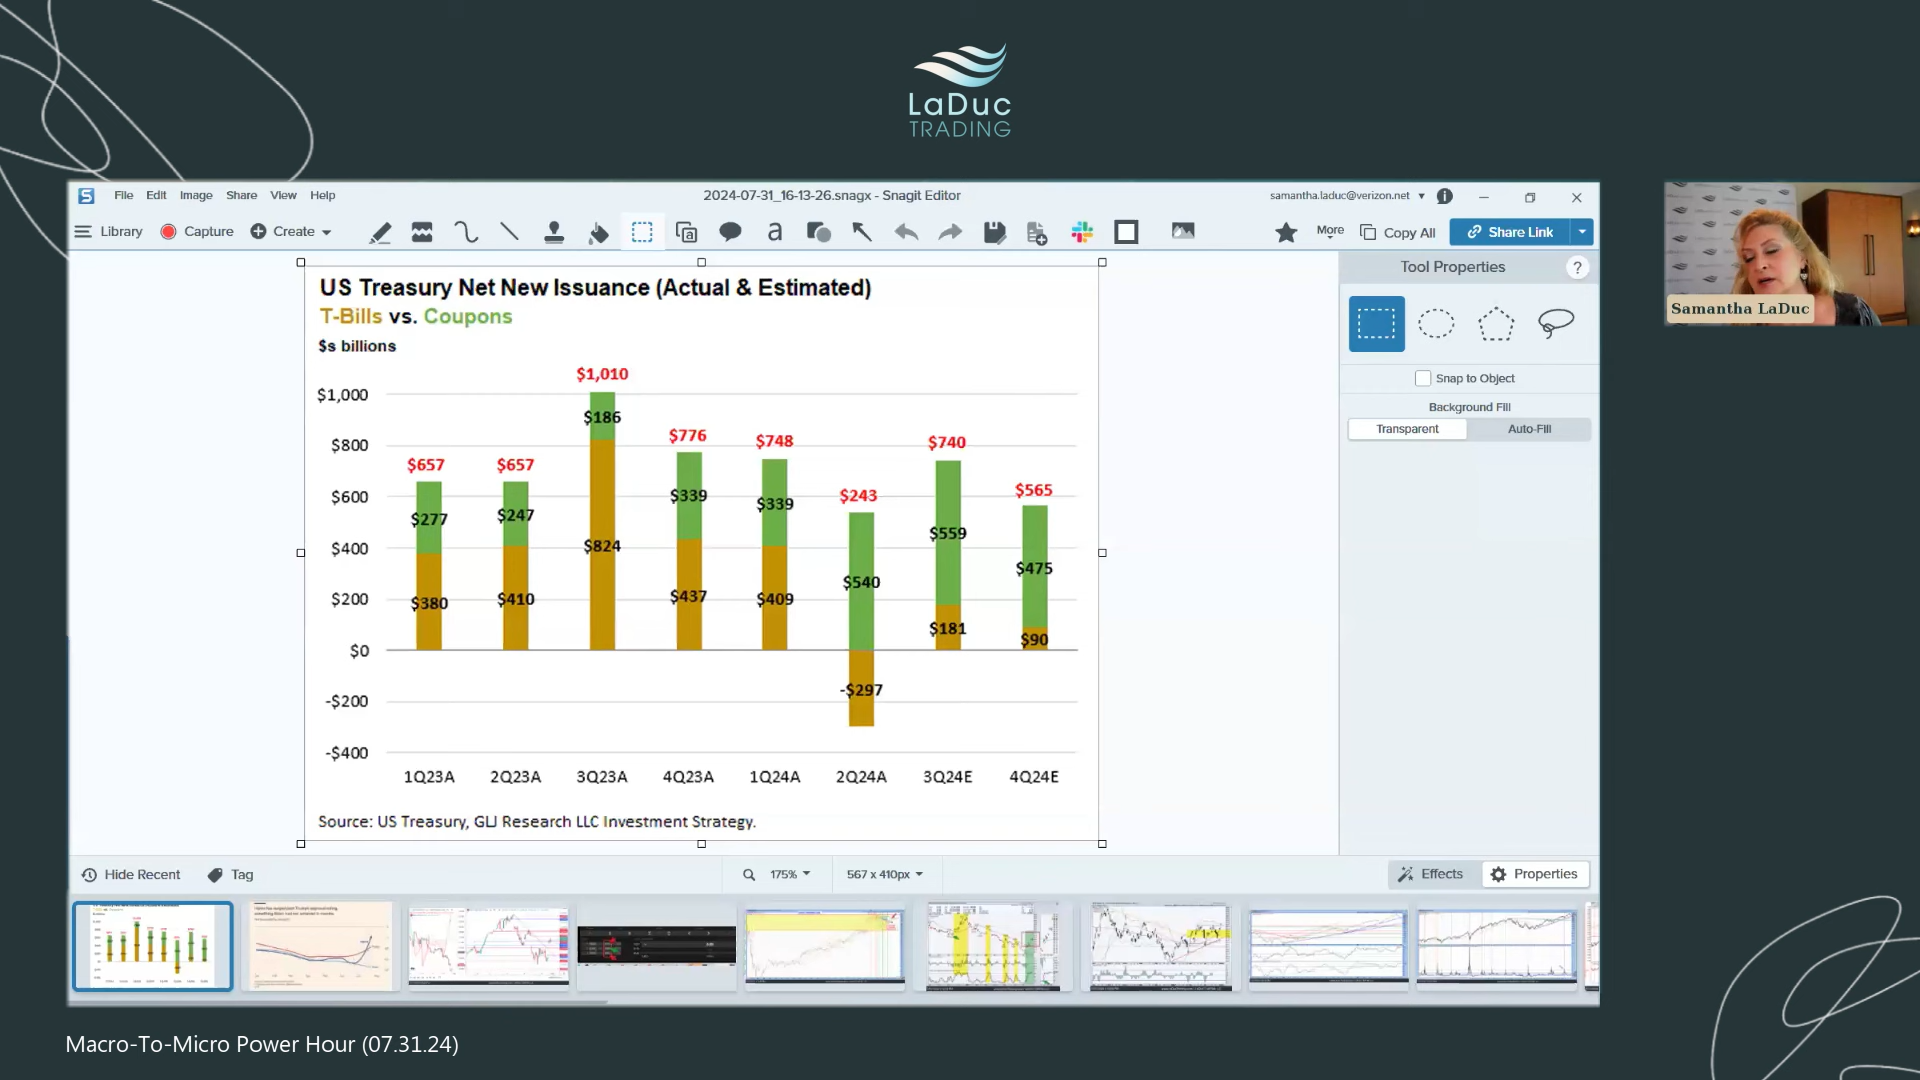 LaDuc
TRADING
File Edit Image Share View Help
2024-07-31_16-13-26.snagx - Snagit Editor
samantha.laduc@verizon.net
Library Capture Create
More Copy All Share Link
US Treasury Net New Issuance (Actual & Estimated)
T-Bills vs. Coupons
$s billions
$1,000
$800
$600
$400
$200
$0
-$200
-$400
$657 $657 $1,010 $776 $748 $243 $740 $565
$277 $247 $186 $339 $339 $540 $559 $475
$380 $410 $824 $437 $409 -$297 $181 $90
1Q23A 2Q23A 3Q23A 4Q23A 1Q24A 2Q24A 3Q24E 4Q24E
Source: US Treasury, GLJ Research LLC Investment Strategy.
Tool Properties ?
Snap to Object
Background Fill
Transparent Auto-Fill
Samantha LaDuc
Hide Recent Tag
175% 567 x 410px
Effects Properties
Macro-To-Micro Power Hour (07.31.24)